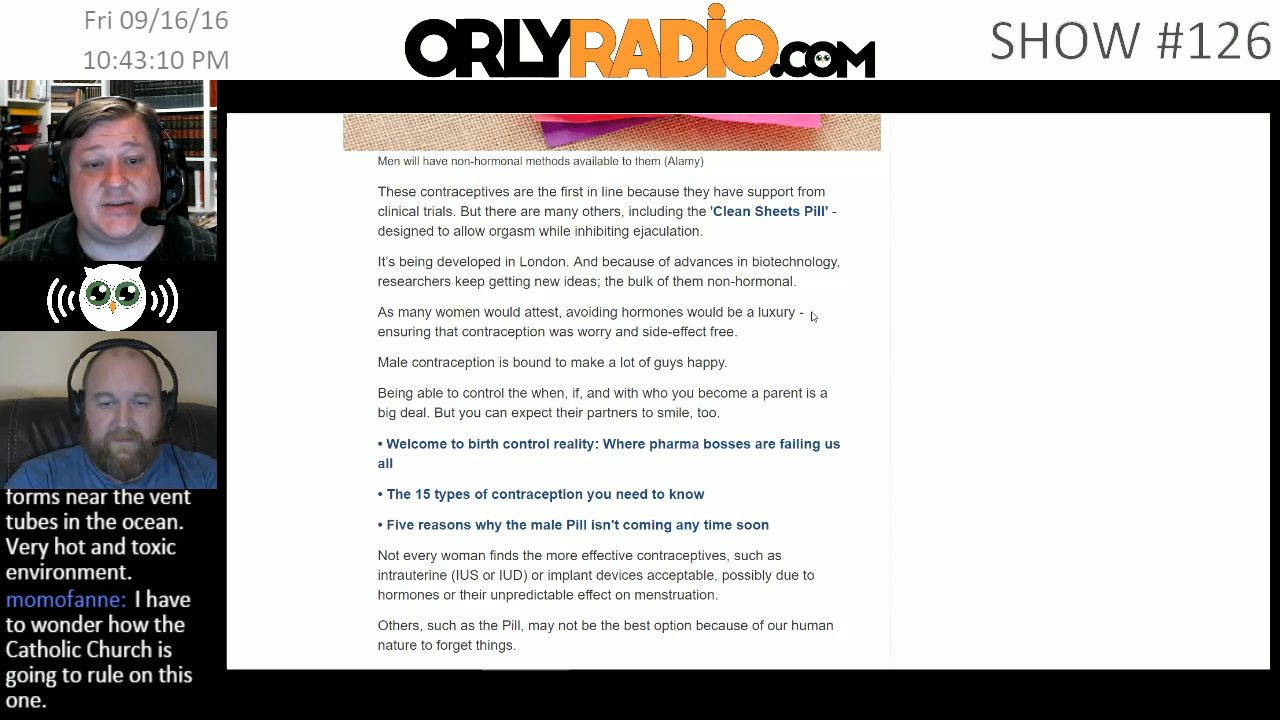 Fri 09/16/16
10:43:10 PM
ORLYRADiO.COM
SHOW #126
Men will have non-hormonal methods available to them (Alamy)
These contraceptives are the first in line because they have support from
clinical trials. But there are many others, including the 'Clean Sheets Pill' -
designed to allow orgasm while inhibiting ejaculation.
It's being developed in London. And because of advances in biotechnology,
researchers keep getting new ideas; the bulk of them non-hormonal.
As many women would attest, avoiding hormones would be a luxury -
ensuring that contraception was worry and side-effect free.
Male contraception is bound to make a lot of guys happy.
Being able to control the when, if, and with who you become a parent is a
big deal. But you can expect their partners to smile, too.
• Welcome to birth control reality: Where pharma bosses are failing us
all
• The 15 types of contraception you need to know
• Five reasons why the male Pill isn't coming any time soon
Not every woman finds the more effective contraceptives, such as
intrauterine (IUS or IUD) or implant devices acceptable, possibly due to
hormones or their unpredictable effect on menstruation.
Others, such as the Pill, may not be the best option because of our human
nature to forget things.
forms near the vent
tubes in the ocean.
Very hot and toxic
environment.
momofanne: I have
to wonder how the
Catholic Church is
going to rule on this
one.